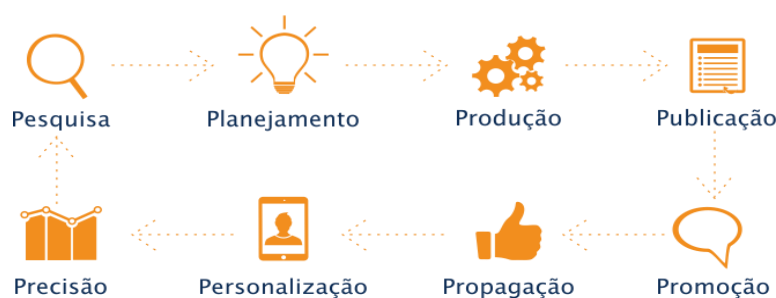 Pesquisa
Planejamento
Produção
Publicação
Precisão
Personalização
Propagação
Promoção